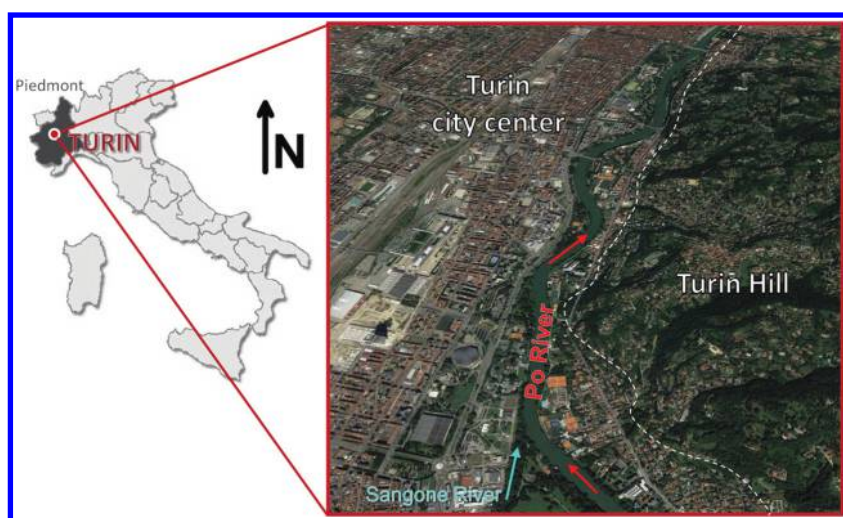 Piedmont
TURIN
N
Turin
city center
Turin Hill
Po River
Sangone River